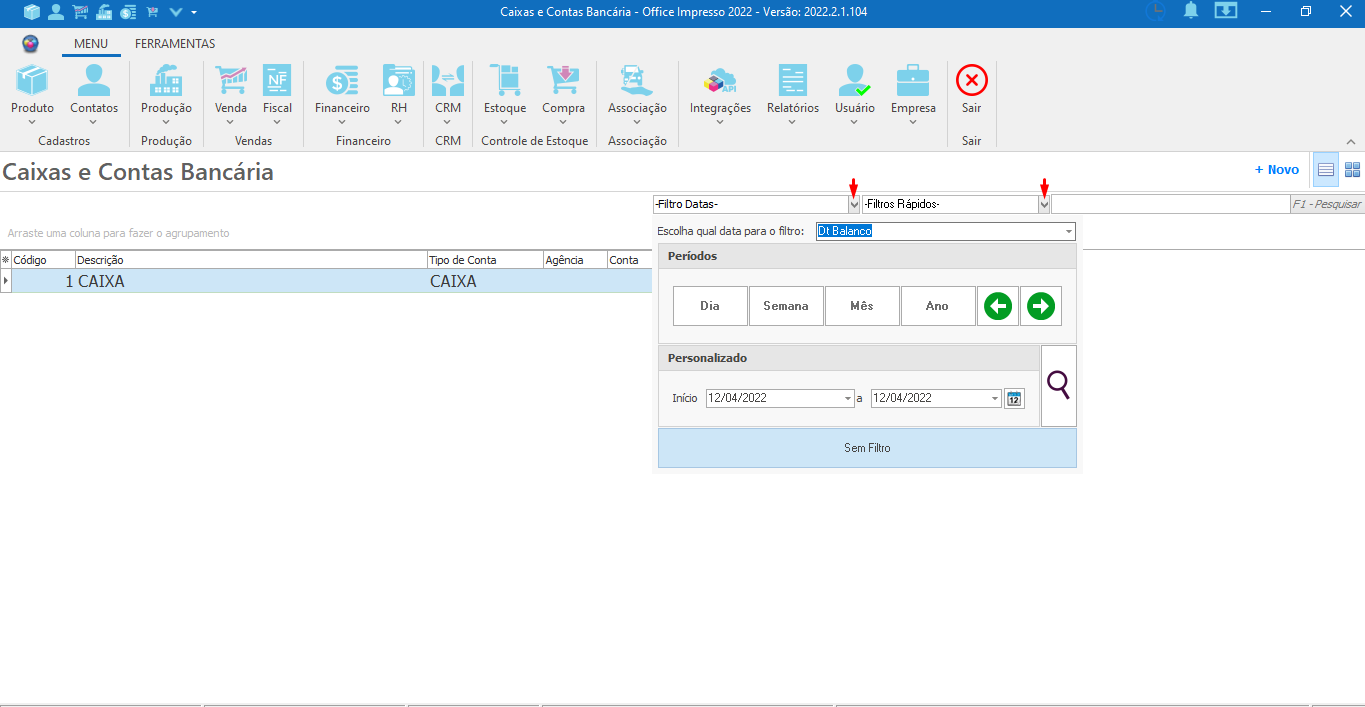 Caixas e Contas Bancária - Office Impresso 2022 - Versão: 2022.2.1.104
MENU FERRAMENTAS
Produto Contatos Produção Venda Fiscal Financeiro RH CRM Estoque Compra Associação Integrações Relatórios Usuário Empresa Sair
Cadastros Produção Vendas Financeiro CRM Controle de Estoque Associação Sair
Caixas e Contas Bancária
+ Novo
-Filtro Datas- -Filtros Rápidos- F1 - Pesquisar
Arraste uma coluna para fazer o agrupamento
Escolha qual data para o filtro: Dt Balanco
Código Descrição Tipo de Conta Agência Conta
1 CAIXA CAIXA
Períodos
Dia Semana Mês Ano
Personalizado
Início 12/04/2022 a 12/04/2022 12
Sem Filtro